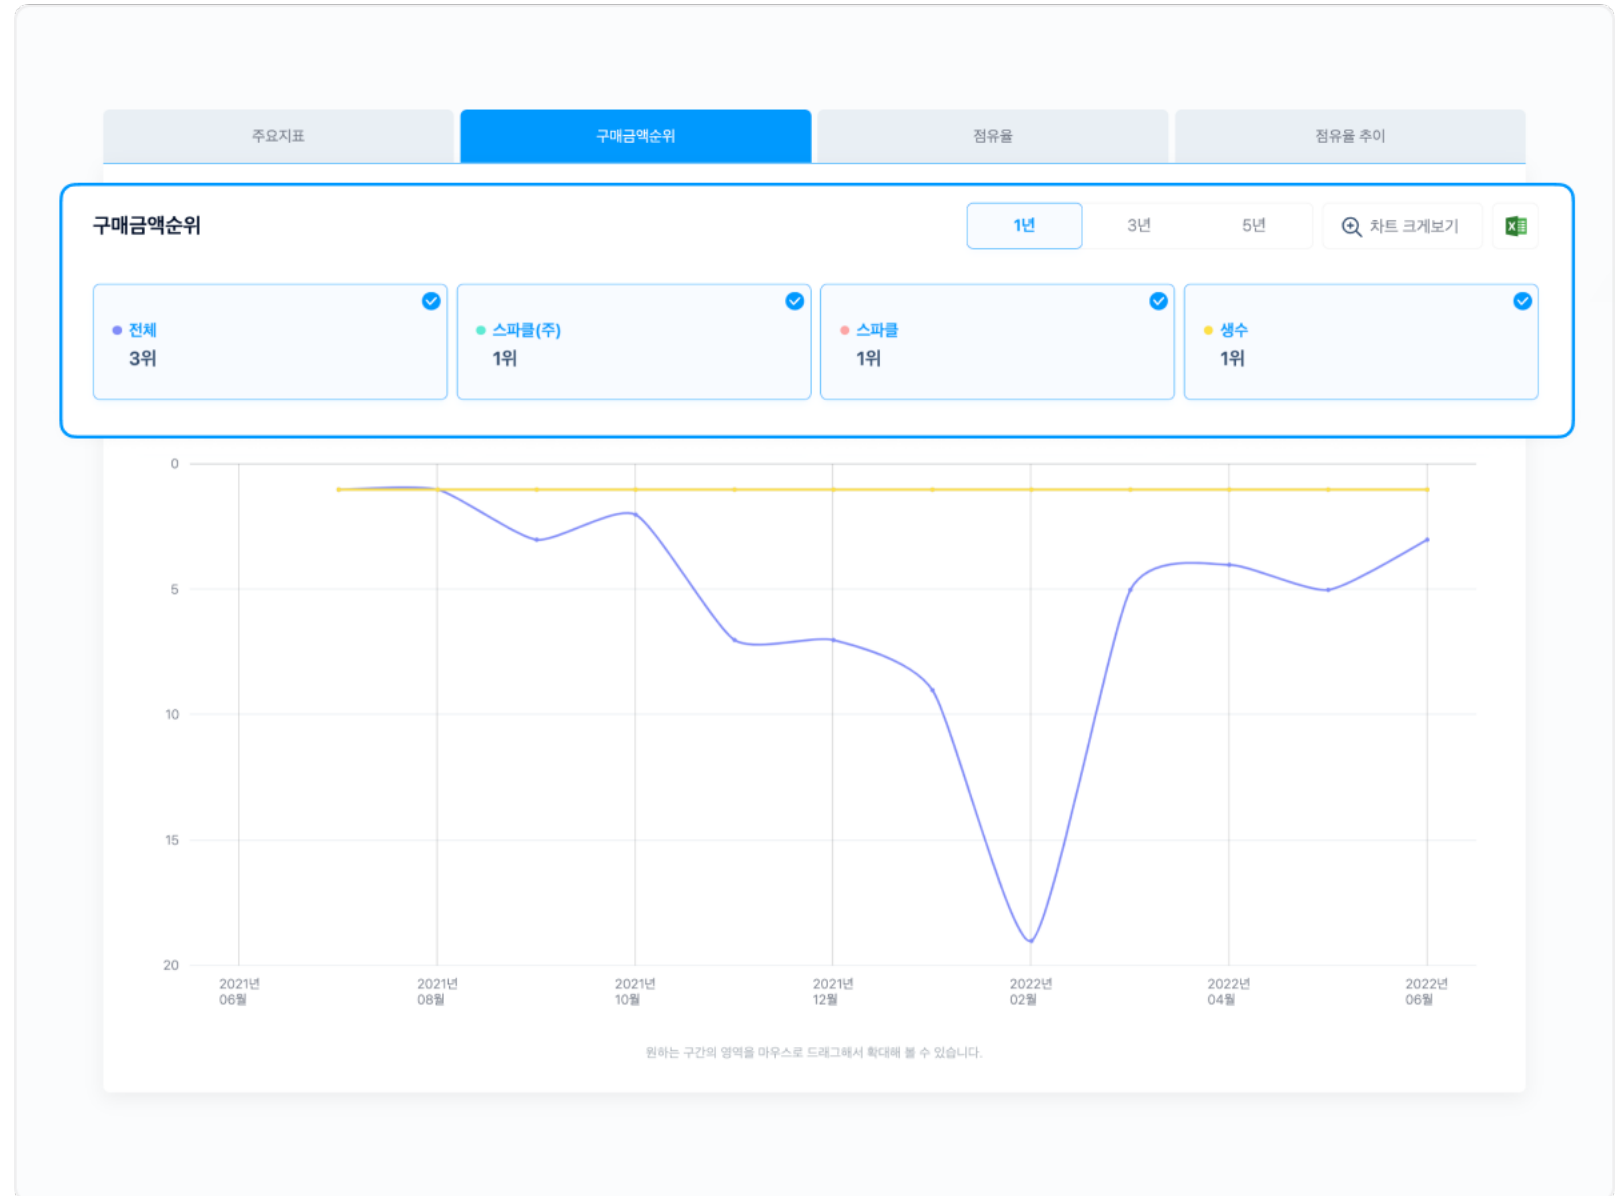 주요지표
구매금액순위
점유율
점유율 추이
구매금액순위
1년
3년
5년
차트 크게보기
전체
3위
스파클(주)
1위
스파클
1위
생수
1위
0
5
10
15
20
2021년
06월
2021년
08월
2021년
10월
2021년
12월
2022년
02월
2022년
04월
2022년
06월
원하는 구간의 영역을 마우스로 드래그해서 확대해 볼 수 있습니다.